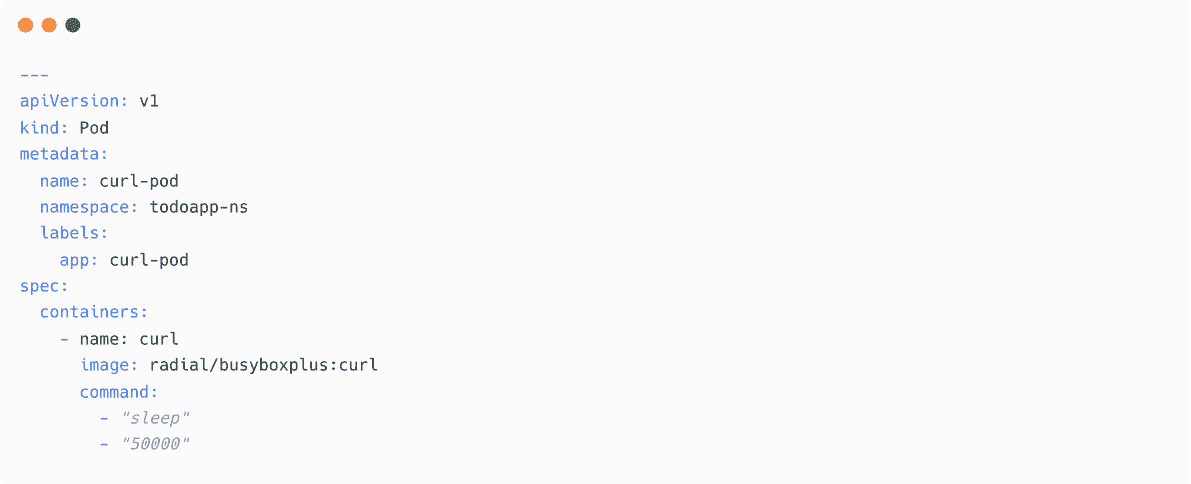 ---
apiVersion: v1
kind: Pod
metadata:
  name: curl-pod
  namespace: todoapp-ns
  labels:
    app: curl-pod
spec:
  containers:
    - name: curl
      image: radial/busyboxplus:curl
      command:
        - "sleep"
        - "50000"